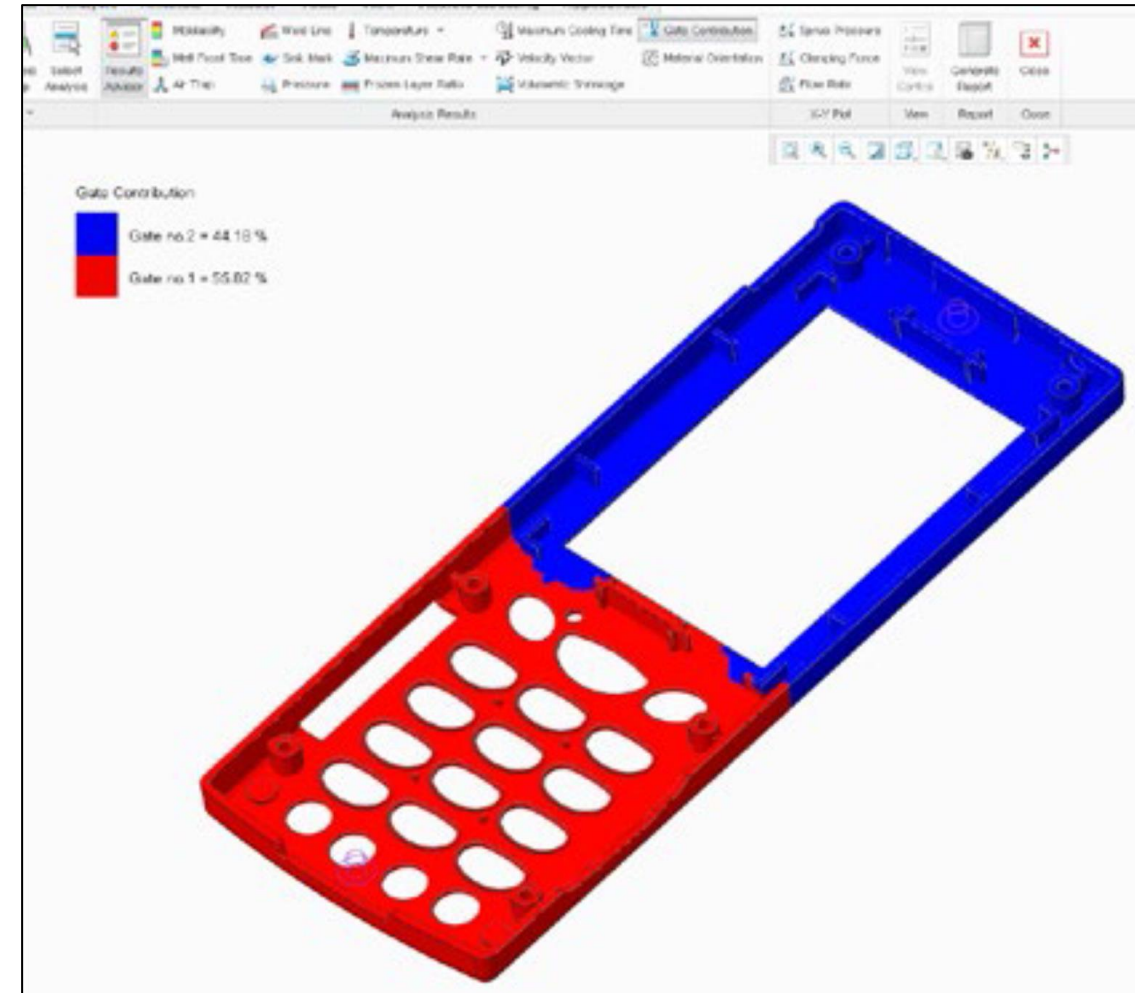 Moldability Weld Line Temperature Maximum Cooling Time Gate Contribution Sprue Pressure
Select Results Melt Front Time Sink Mark Maximum Shear Rate Velocity Vector Material Orientation Clamping Force View Generate Close
Analysis Advisor Air Trap Pressure Frozen Layer Ratio Volumetric Shrinkage Flow Rate Control Report
Analysis Results X-Y Plot View Report Close
Gate Contribution
Gate no.2 = 44.18 %
Gate no.1 = 55.82 %